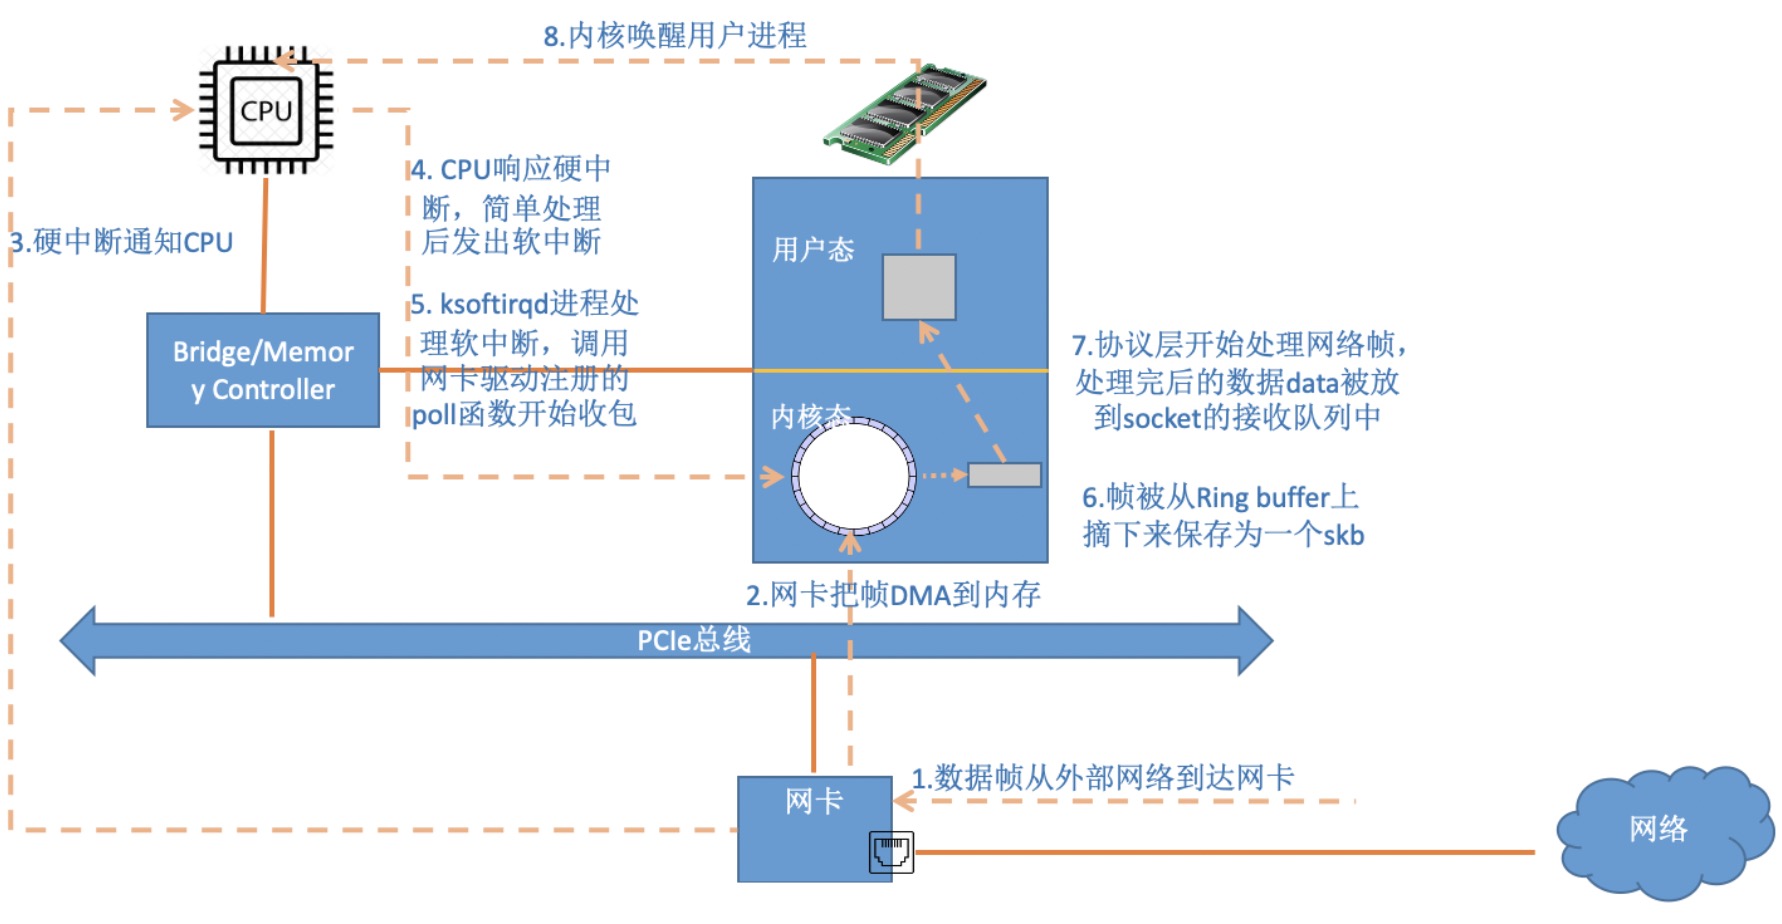 8.内核唤醒用户进程
CPU
4. CPU响应硬中
断，简单处理
后发出软中断
3.硬中断通知CPU
用户态
5. ksoftirqd进程处
理软中断，调用
网卡驱动注册的
poll函数开始收包
Bridge/Memor
y Controller
7.协议层开始处理网络帧，
处理完后的数据data被放
到socket的接收队列中
内核态
6.帧被从Ring buffer上
摘下来保存为一个skb
2.网卡把帧DMA到内存
PCIe总线
1.数据帧从外部网络到达网卡
网卡
网络